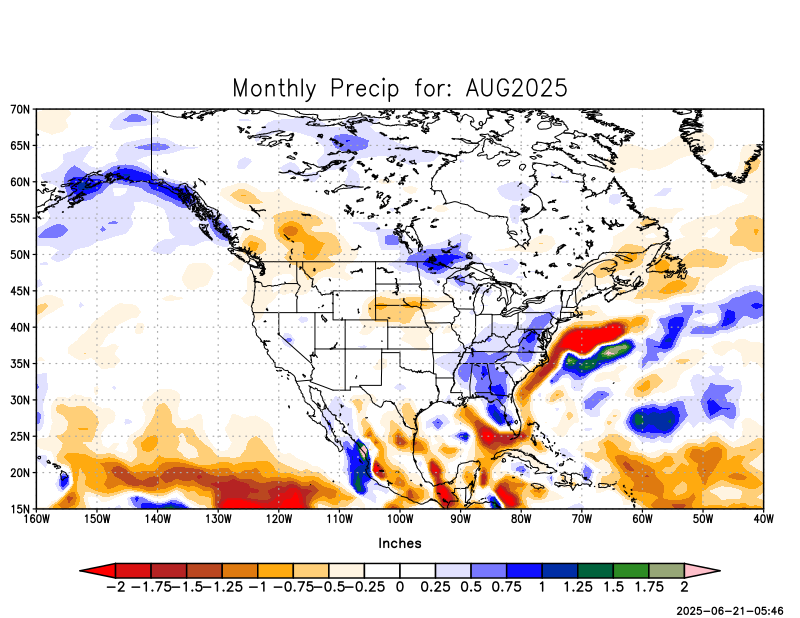 Monthly Precip for: AUG2025
70N
65N
60N
55N
50N
45N
40N
35N
30N
25N
20N
15N
160W 150W 140W 130W 120W 110W 100W 90W 80W 70W 60W 50W 40W
Inches
-2 -1.75 -1.5 -1.25 -1 -0.75 -0.5 -0.25 0 0.25 0.5 0.75 1 1.25 1.5 1.75 2
2025-06-21-05:46